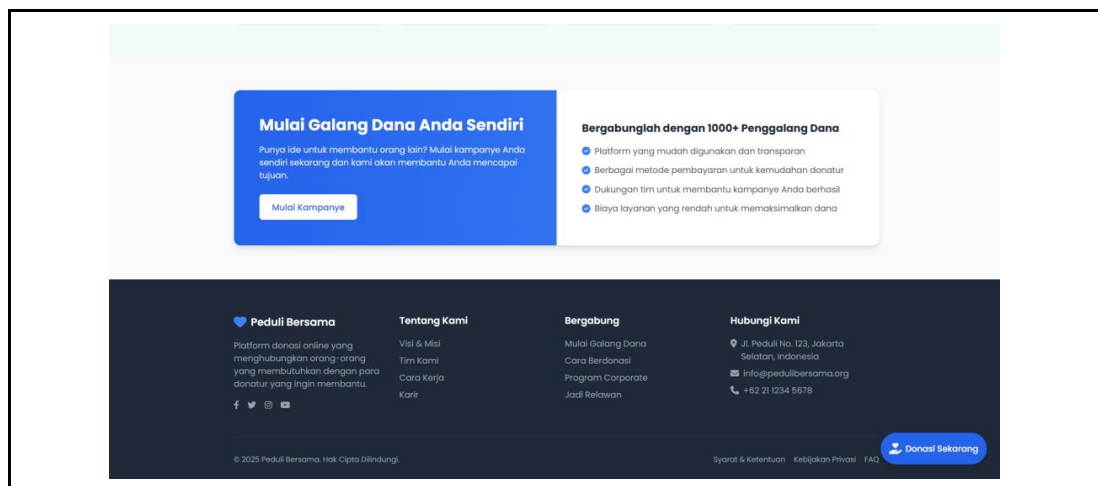 Mulai Galang Dana Anda Sendiri
Punya ide untuk membantu orang lain? Mulai kampanye Anda
sendiri sekarang dan kami akan membantu Anda mencapai
tujuan.
Mulai Kampanye
Bergabunglah dengan 1000+ Penggalang Dana
Platform yang mudah digunakan dan transparan
Berbagai metode pembayaran untuk kemudahan donatur
Dukungan tim untuk membantu kampanye Anda berhasil
Biaya layanan yang rendah untuk memaksimalkan dana
Peduli Bersama
Platform donasi online yang
menghubungkan orang-orang
yang membutuhkan dengan para
donatur yang ingin membantu.
Tentang Kami
Visi & Misi
Tim Kami
Cara Kerja
Karir
Bergabung
Mulai Galang Dana
Cara Berdonasi
Program Corporate
Jadi Relawan
Hubungi Kami
Jl. Peduli No. 123, Jakarta
Selatan, Indonesia
info@pedulibersama.org
+62 21 1234 5678
© 2025 Peduli Bersama. Hak Cipta Dilindungi.
Syarat & Ketentuan Kebijakan Privasi FAQ
Donasi Sekarang